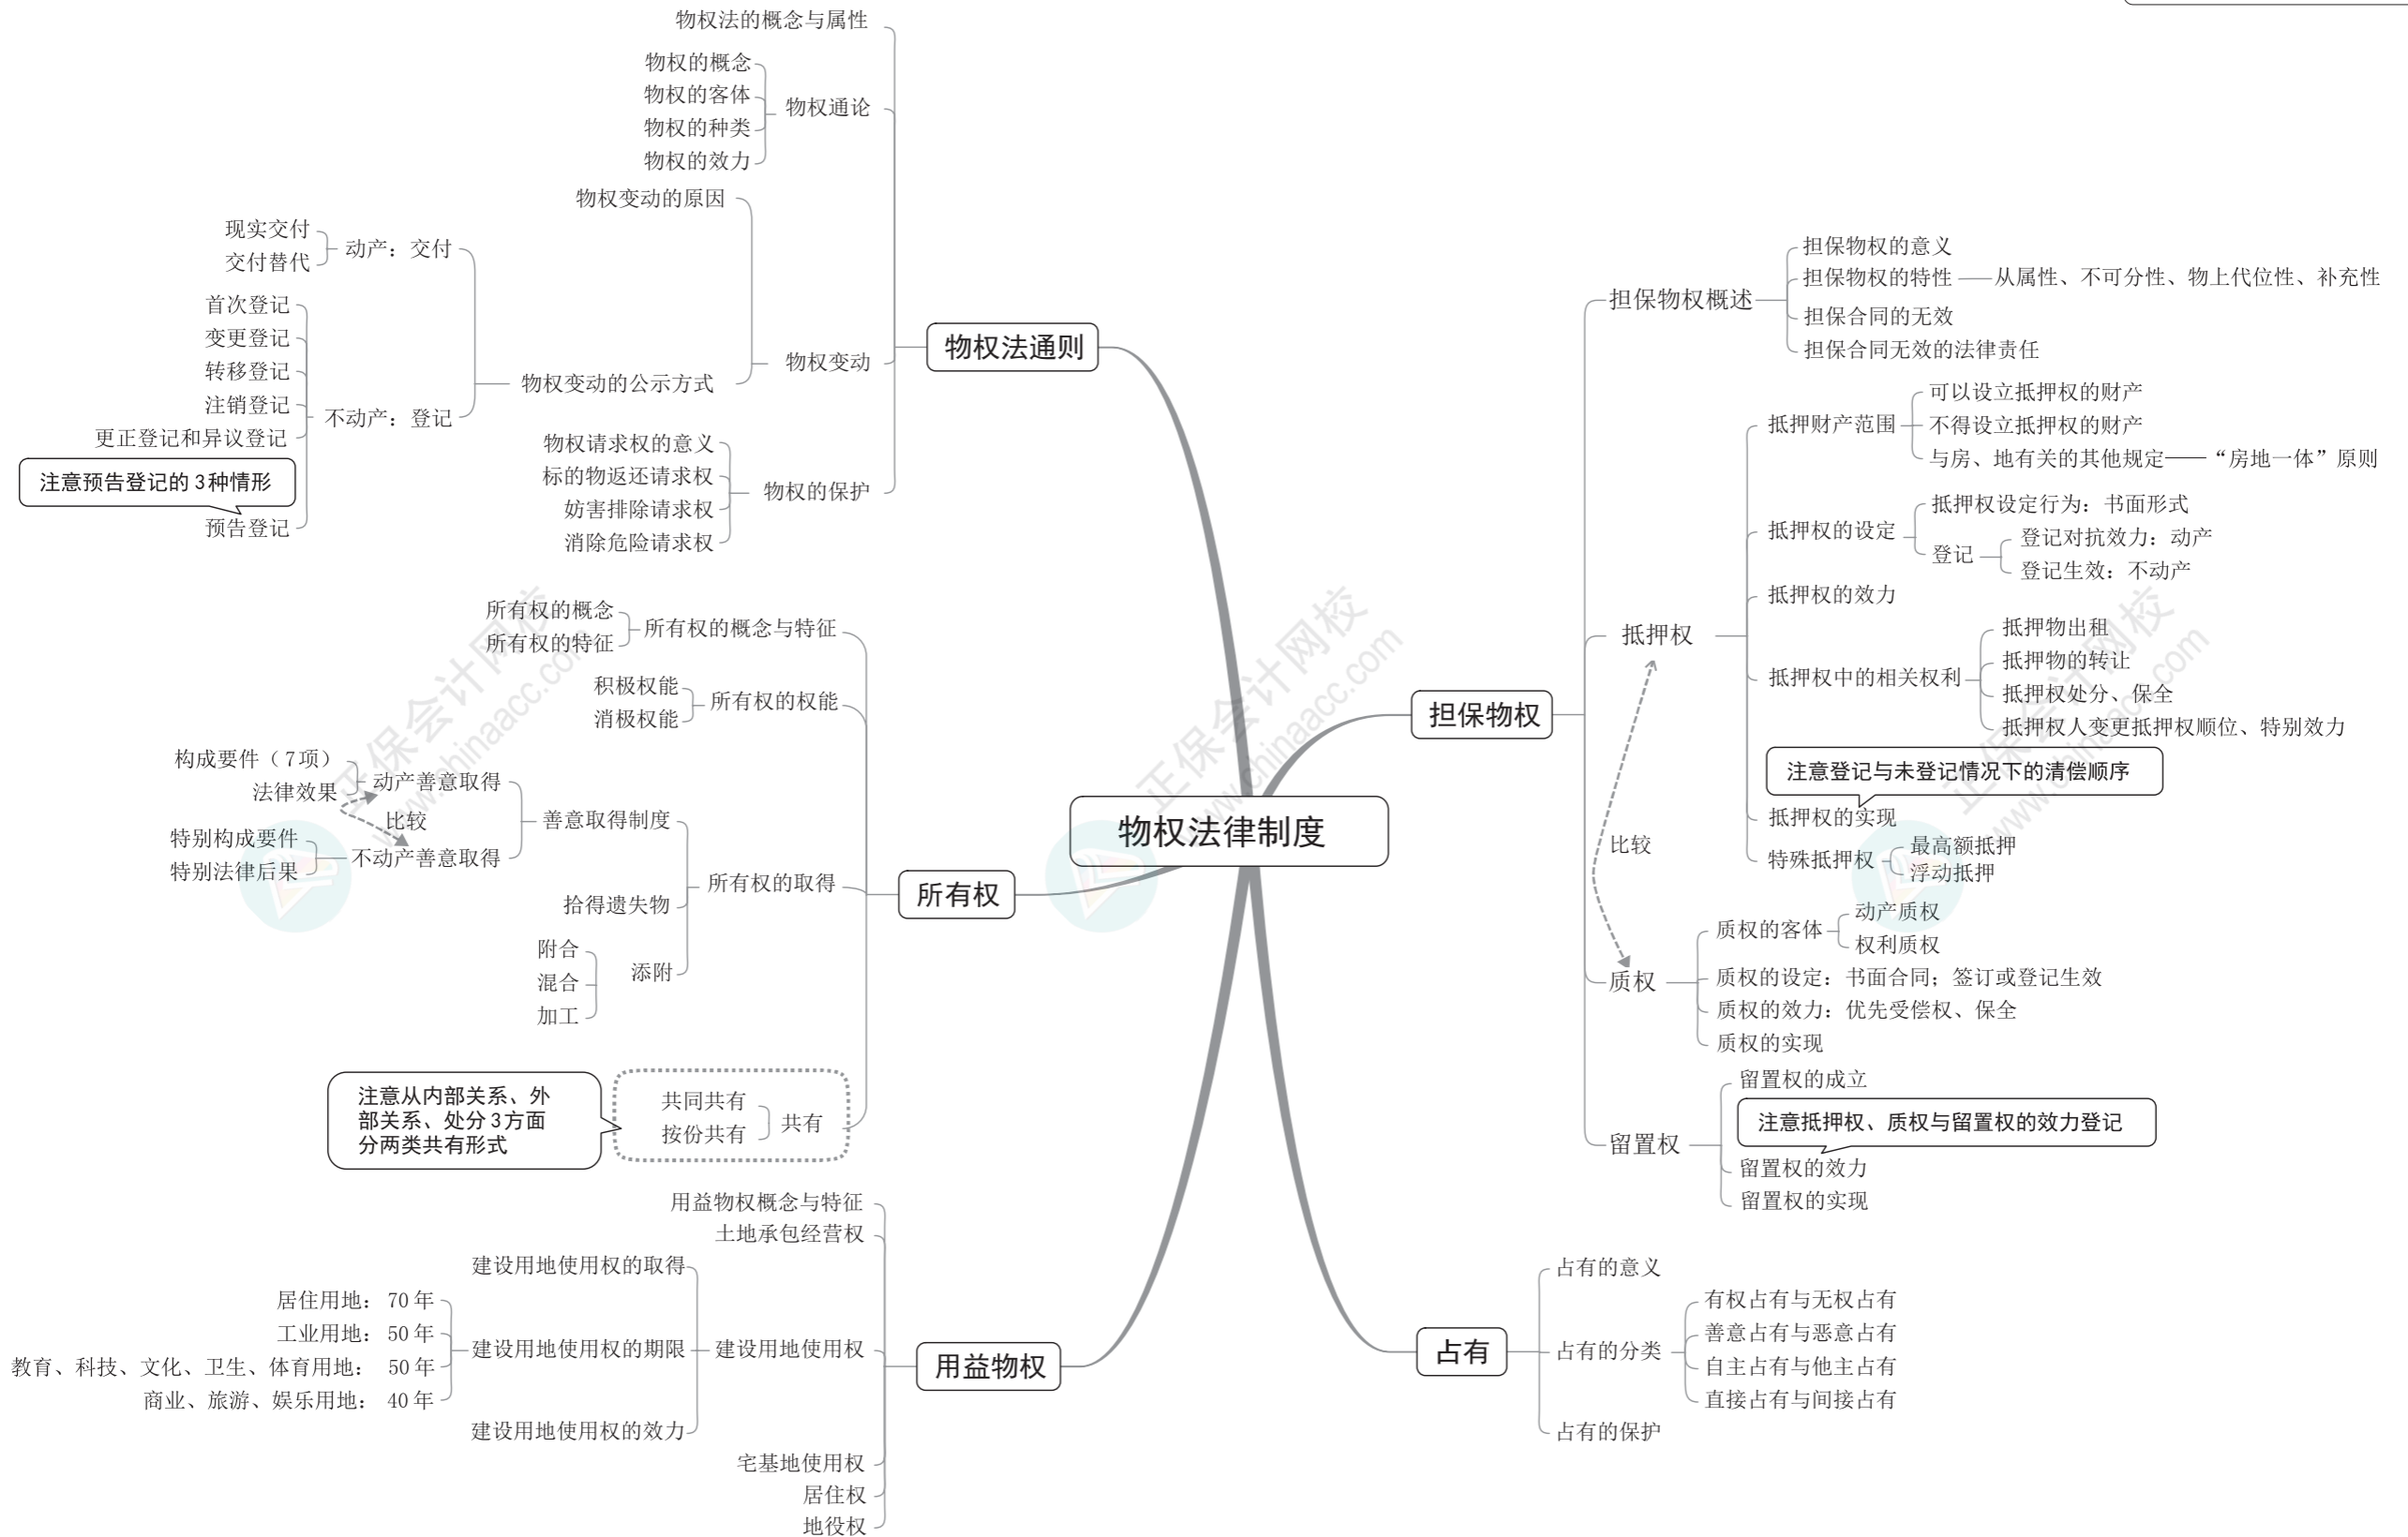 物权法律制度
物权法通则
物权法的概念与属性
物权通论
物权的概念
物权的客体
物权的种类
物权的效力
物权变动
物权变动的原因
物权变动的公示方式
动产：交付
现实交付
交付替代
不动产：登记
首次登记
变更登记
转移登记
注销登记
更正登记和异议登记
注意预告登记的3种情形
预告登记
物权的保护
物权请求权的意义
标的物返还请求权
妨害排除请求权
消除危险请求权
所有权
所有权的概念与特征
所有权的概念
所有权的特征
所有权的权能
积极权能
消极权能
所有权的取得
善意取得制度
动产善意取得
构成要件（7项）
法律效果
比较
不动产善意取得
特别构成要件
特别法律后果
拾得遗失物
添附
附合
混合
加工
共有
共同共有
按份共有
注意从内部关系、外
部关系、处分3方面
分两类共有形式
用益物权
用益物权概念与特征
土地承包经营权
建设用地使用权
建设用地使用权的取得
建设用地使用权的期限
居住用地：70年
工业用地：50年
教育、科技、文化、卫生、体育用地：50年
商业、旅游、娱乐用地：40年
建设用地使用权的效力
宅基地使用权
居住权
地役权
担保物权
担保物权概述
担保物权的意义
担保物权的特性
从属性、不可分性、物上代位性、补充性
担保合同的无效
担保合同无效的法律责任
抵押权
抵押财产范围
可以设立抵押权的财产
不得设立抵押权的财产
与房、地有关的其他规定——“房地一体”原则
抵押权的设定
抵押权设定行为：书面形式
登记
登记对抗效力：动产
登记生效：不动产
抵押权的效力
抵押权中的相关权利
抵押物出租
抵押物的转让
抵押权处分、保全
抵押权人变更抵押权顺位、特别效力
注意登记与未登记情况下的清偿顺序
抵押权的实现
特殊抵押权
最高额抵押
浮动抵押
比较
质权
质权的客体
动产质权
权利质权
质权的设定：书面合同；签订或登记生效
质权的效力：优先受偿权、保全
质权的实现
留置权
留置权的成立
注意抵押权、质权与留置权的效力登记
留置权的效力
留置权的实现
占有
占有的意义
占有的分类
有权占有与无权占有
善意占有与恶意占有
自主占有与他主占有
直接占有与间接占有
占有的保护
正保会计网校
www.chinaacc.com
正保会计网校
www.chinaacc.com
正保会计网校
www.chinaacc.com